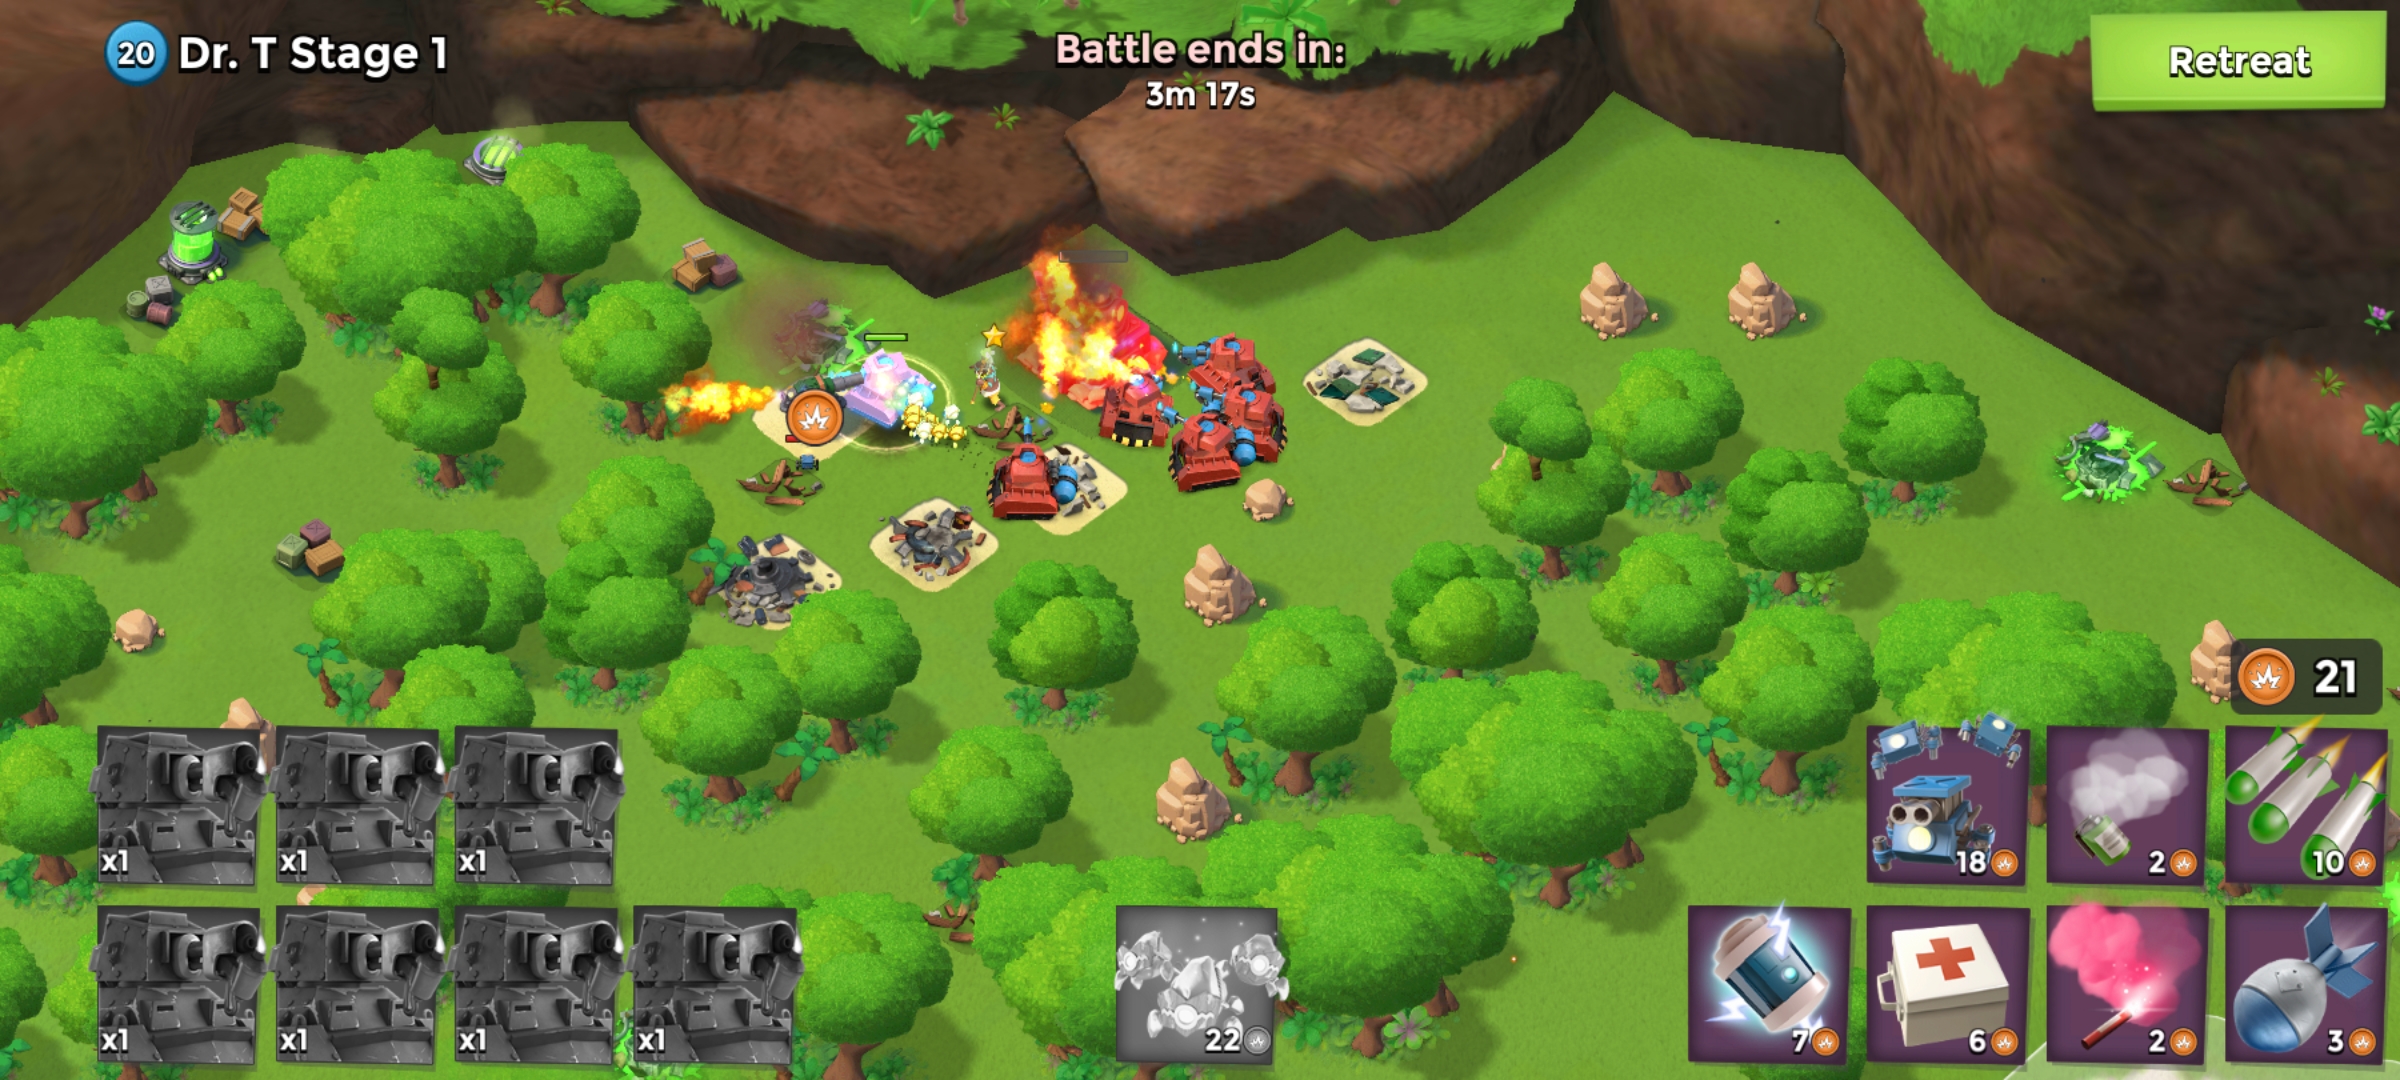 20 Dr. T Stage 1
Battle ends in:
3m 17s
Retreat
21
x1 x1 x1
18 2 10
x1 x1 x1 x1
22
7 6 2 3